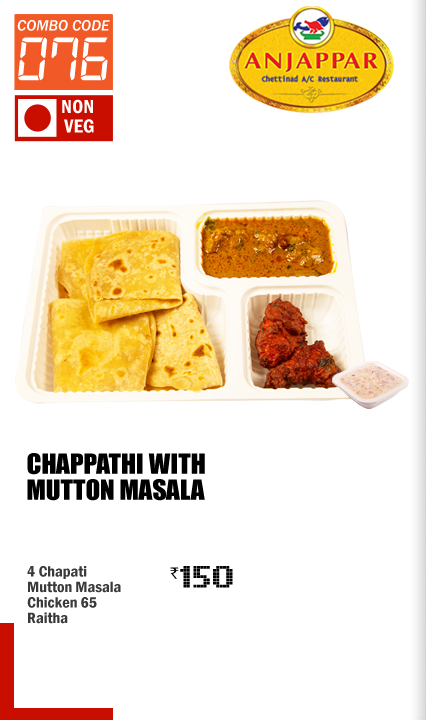 COMBO CODE
076
NON
VEG
ANJAPPAR
Chettinad A/C Restaurant
CHAPPATHI WITH
MUTTON MASALA
4 Chapati
Mutton Masala
Chicken 65
Raitha
₹150